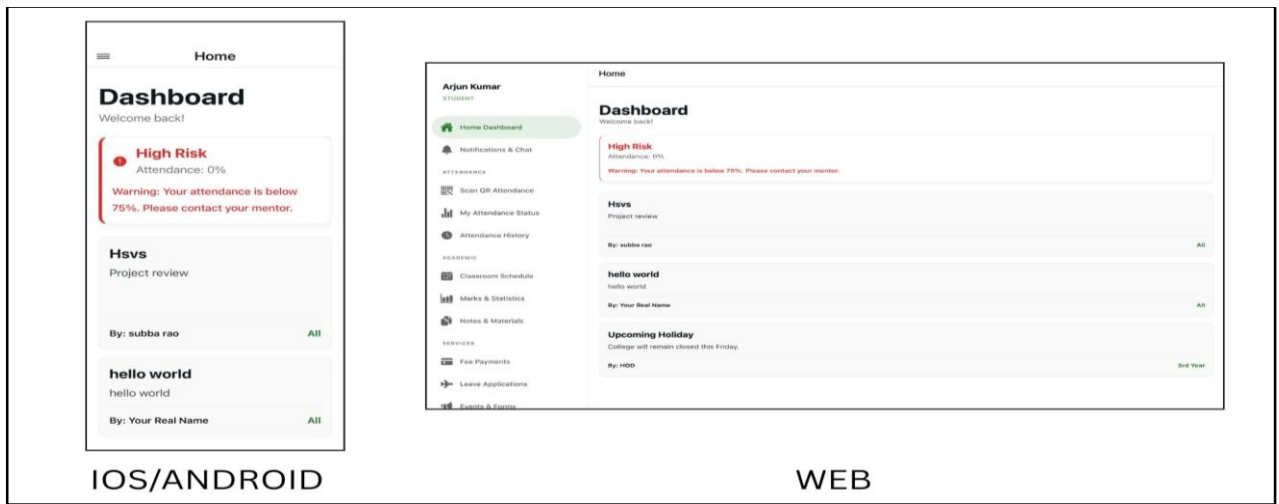 Home
Dashboard
Welcome back!
High Risk
Attendance: 0%
Warning: Your attendance is below
75%. Please contact your mentor.
Hsvs
Project review
By: subba rao All
hello world
hello world
By: Your Real Name All
IOS/ANDROID
Arjun Kumar
STUDENT
Home Dashboard
Notifications & Chat
ATTENDANCE
Scan QR Attendance
My Attendance Status
Attendance History
ACADEMIC
Classroom Schedule
Marks & Statistics
Notes & Materials
SERVICES
Fee Payments
Leave Applications
Events & Forms
Home
Dashboard
Welcome back!
High Risk
Attendance: 0%
Warning: Your attendance is below 75%. Please contact your mentor.
Hsvs
Project review
By: subba rao All
hello world
hello world
By: Your Real Name All
Upcoming Holiday
College will remain closed this Friday.
By: HOD 3rd Year
WEB